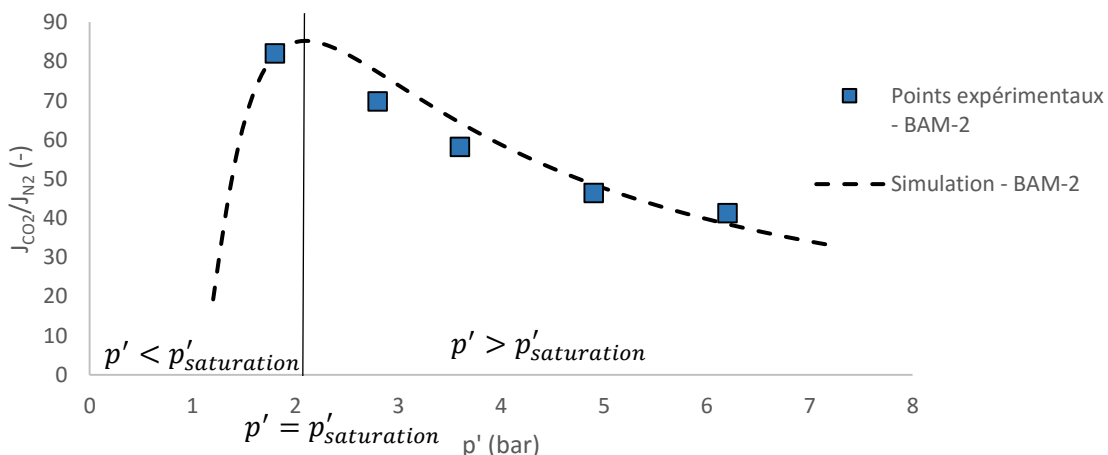 90
80
70
60
50
40
30
20
10
0
J_CO2/J_N2 (-)
p' < p'_saturation
p' > p'_saturation
0 1 2 3 4 5 6 7 8
p' = p'_saturation
p' (bar)
Points expérimentaux
- BAM-2
Simulation - BAM-2